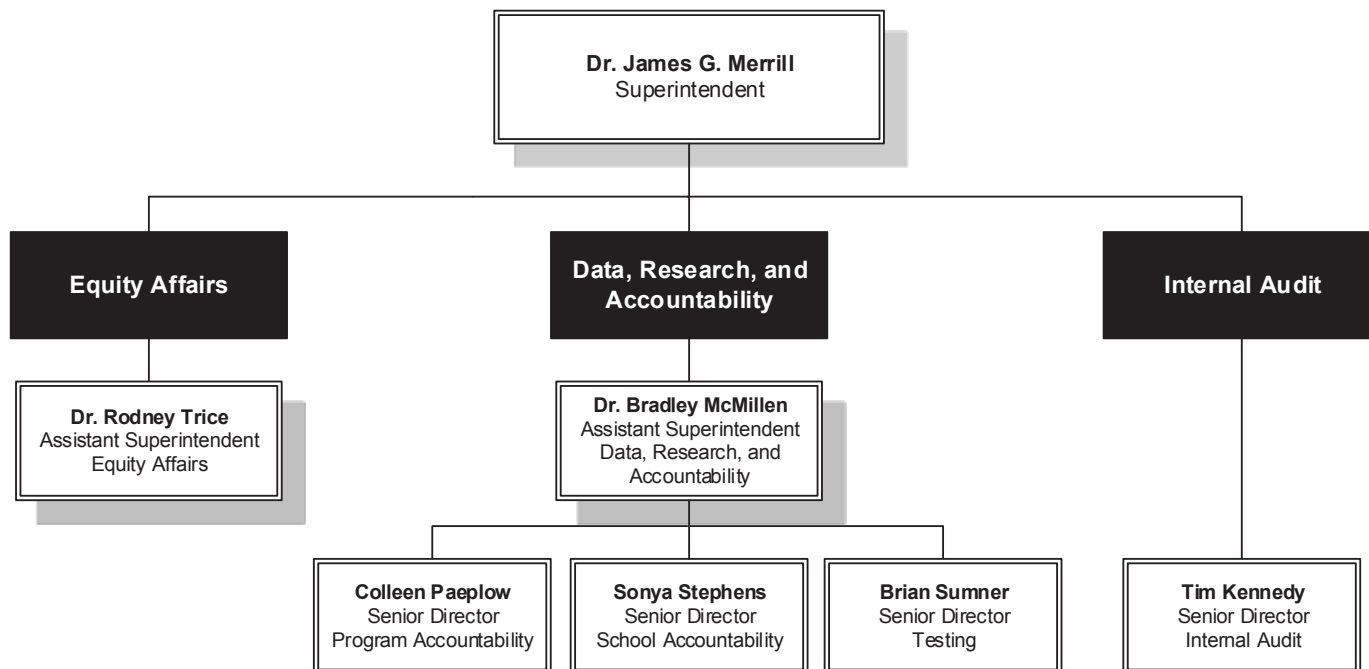 Dr. James G. Merrill
Superintendent
Equity Affairs
Data, Research, and
Accountability
Internal Audit
Dr. Rodney Trice
Assistant Superintendent
Equity Affairs
Dr. Bradley McMillen
Assistant Superintendent
Data, Research, and
Accountability
Colleen Paeplow
Senior Director
Program Accountability
Sonya Stephens
Senior Director
School Accountability
Brian Sumner
Senior Director
Testing
Tim Kennedy
Senior Director
Internal Audit